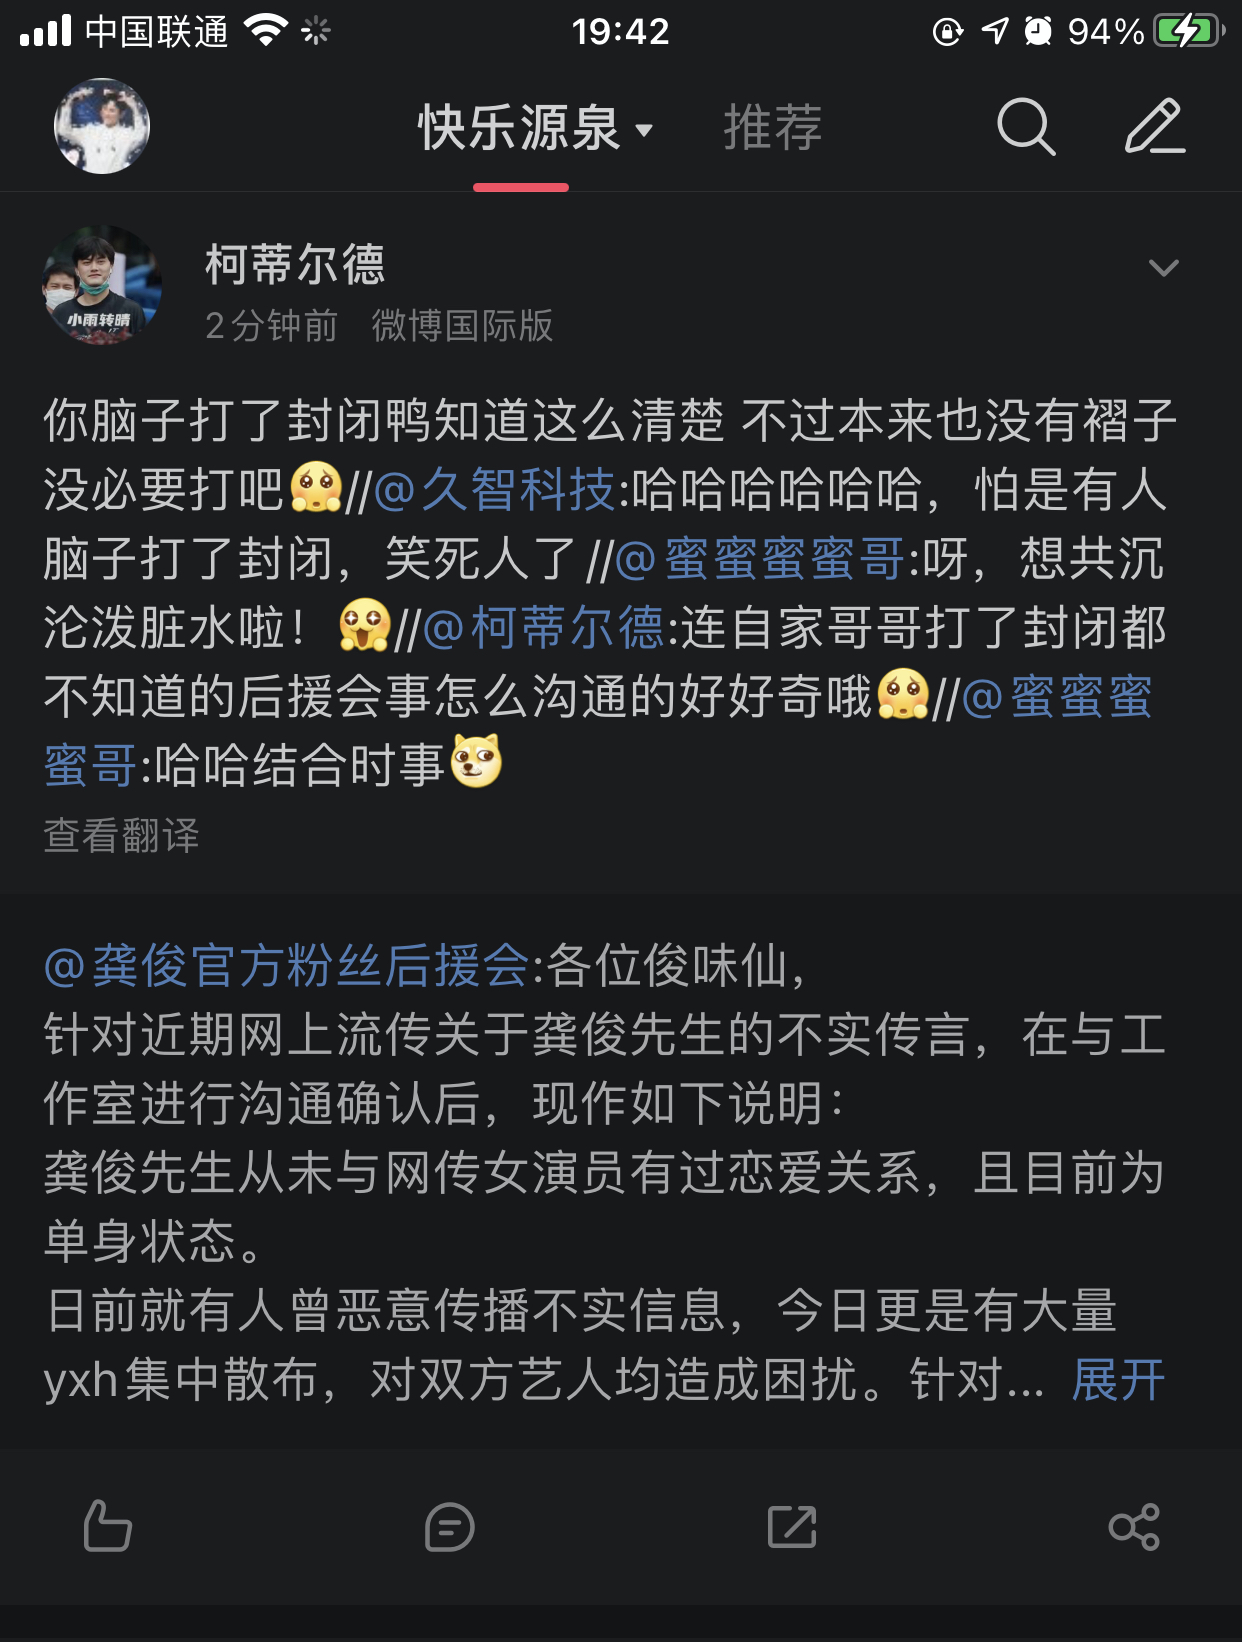 中国联通 19:42 94%
快乐源泉 推荐
柯蒂尔德
2分钟前 微博国际版
小雨转晴
你脑子打了封闭鸭知道这么清楚 不过本来也没有褶子
没必要打吧//@久智科技:哈哈哈哈哈哈，怕是有人
脑子打了封闭，笑死人了//@蜜蜜蜜蜜哥:呀，想共沉
沦泼脏水啦！//@柯蒂尔德:连自家哥哥打了封闭都
不知道的后援会事怎么沟通的好好奇哦//@蜜蜜蜜
蜜哥:哈哈结合时事
查看翻译
@龚俊官方粉丝后援会:各位俊味仙，
针对近期网上流传关于龚俊先生的不实传言，在与工
作室进行沟通确认后，现作如下说明：
龚俊先生从未与网传女演员有过恋爱关系，且目前为
单身状态。
日前就有人曾恶意传播不实信息，今日更是有大量
yxh集中散布，对双方艺人均造成困扰。针对... 展开